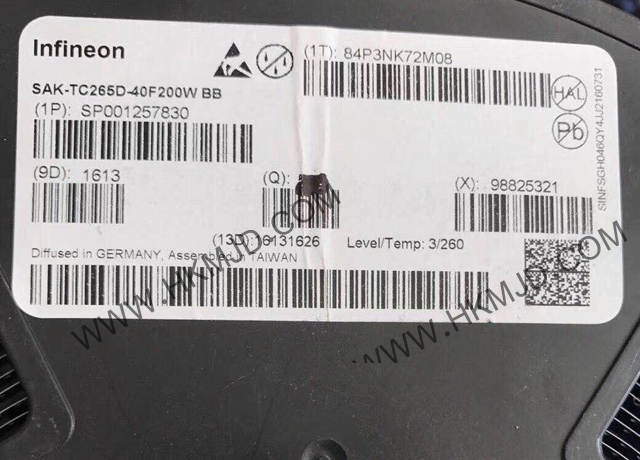 Infineon
(1T): 84P3NK72M08
SAK-TC265D-40F200W BB
(1P): SP001257830
HAL
Pb
(9D): 1613
(Q):
(X): 98825321
(13D):16131626 Level/Temp: 3/260
Diffused in GERMANY, Assembled in TAIWAN
SINFSGH046QY4JJ2160731
WWW.HKMJD.COM
WWW.HKMJD.COM